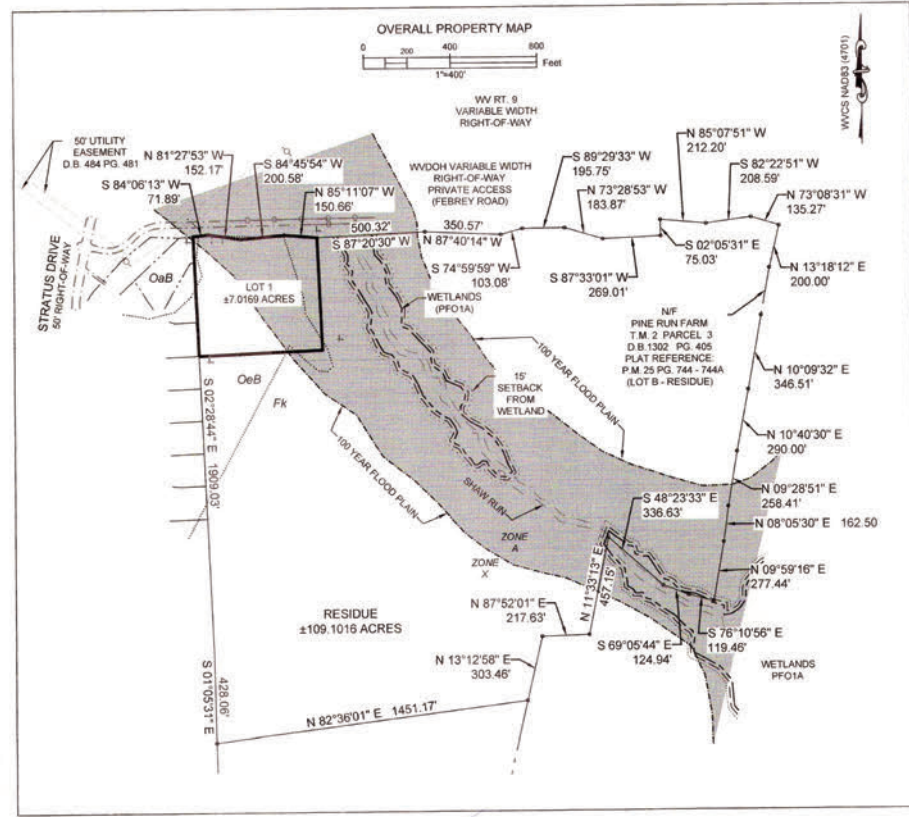 OVERALL PROPERTY MAP
0 200 400 800
Feet
1"=400'
WVCS NAD83 (4701)
WV RT. 9
VARIABLE WIDTH
RIGHT-OF-WAY
50' UTILITY
EASEMENT
D.B. 484 PG. 481
N 81°27'53" W
152.17'
S 84°06'13" W
71.89'
S 84°45'54" W
200.58'
N 85°11'07" W
150.66'
500.32'
S 87°20'30" W
WVDOH VARIABLE WIDTH
RIGHT-OF-WAY
PRIVATE ACCESS
(FEBREY ROAD)
350.57'
N 87°40'14" W
S 74°59'59" W
103.08'
S 89°29'33" W
195.75'
N 73°28'53" W
183.87'
S 87°33'01" W
269.01'
N 85°07'51" W
212.20'
S 82°22'51" W
208.59'
N 73°08'31" W
135.27'
S 02°05'31" E
75.03'
N 13°18'12" E
200.00'
STRATUS DRIVE
50' RIGHT-OF-WAY
OaB
LOT 1
±7.0169 ACRES
WETLANDS
(PFO1A)
N/F
PINE RUN FARM
T.M. 2 PARCEL 3
D.B.1302 PG. 405
PLAT REFERENCE:
P.M. 25 PG. 744 - 744A
(LOT B - RESIDUE)
N 10°09'32" E
346.51'
100 YEAR FLOOD PLAIN
15'
SETBACK
FROM
WETLAND
OeB
Fk
N 10°40'30" E
290.00'
S 02°28'44" E 1909.03'
100 YEAR FLOOD PLAIN
SHAW RUN
N 09°28'51" E
258.41'
S 48°23'33" E
336.63'
N 08°05'30" E 162.50
ZONE
A
ZONE
X
N 11°33'13" E
457.15'
N 09°59'16" E
277.44'
RESIDUE
±109.1016 ACRES
N 87°52'01" E
217.63'
S 76°10'56" E
119.46'
S 69°05'44" E
124.94'
WETLANDS
PFO1A
N 13°12'58" E
303.46'
S 01°05'31" E
428.06'
N 82°36'01" E 1451.17'